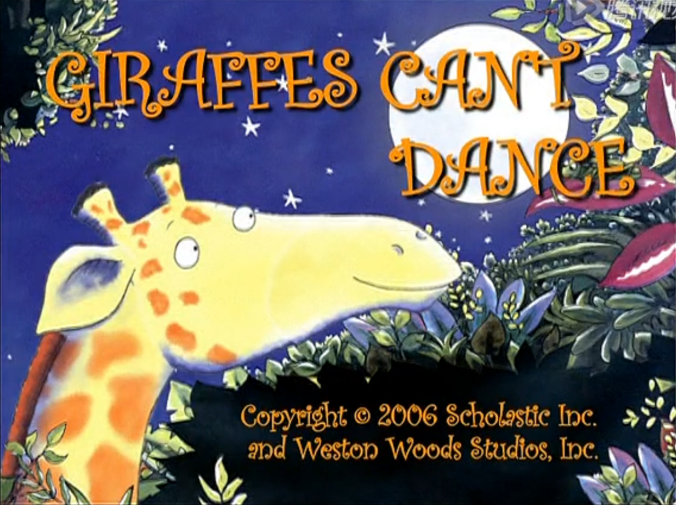 GIRAFFES CAN'T
DANCE
Copyright © 2006 Scholastic Inc.
and Weston Woods Studios, Inc.